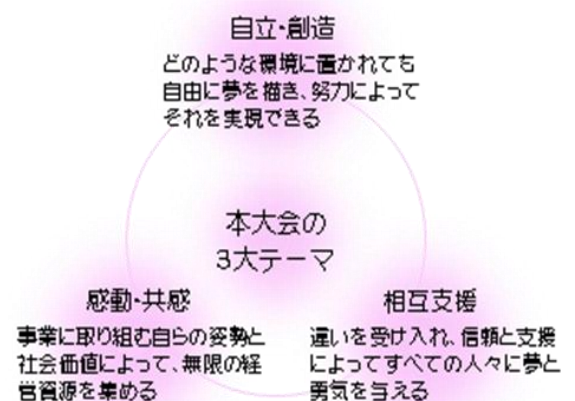 自立・創造
どのような環境に置かれても
自由に夢を描き、努力によって
それを実現できる
本大会の
3大テーマ
感動・共感
事業に取り組む自らの姿勢と
社会価値によって、無限の経
営資源を集める
相互支援
違いを受け入れ、信頼と支援
によってすべての人々に夢と
勇気を与える